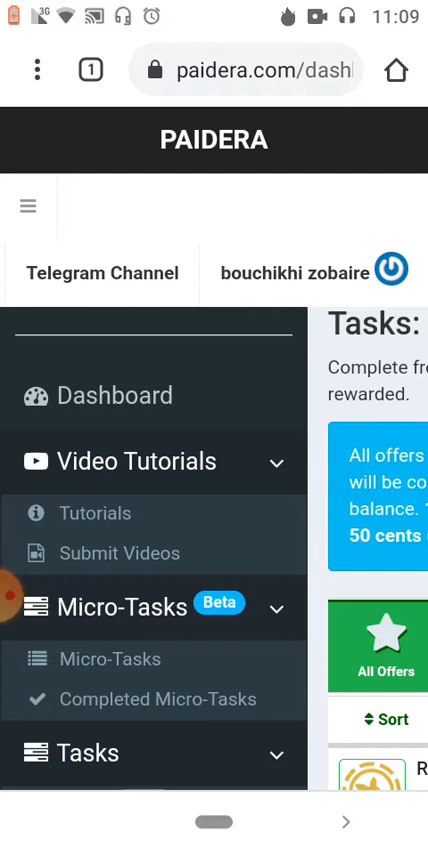 3G
11:09
1
paidera.com/dash
PAIDERA
Telegram Channel
bouchikhi zobaire
Tasks:
Complete fr
rewarded.
Dashboard
Video Tutorials
Tutorials
Submit Videos
Micro-Tasks Beta
Micro-Tasks
Completed Micro-Tasks
Tasks
All offers
will be co
balance.
50 cents
All Offers
Sort
R